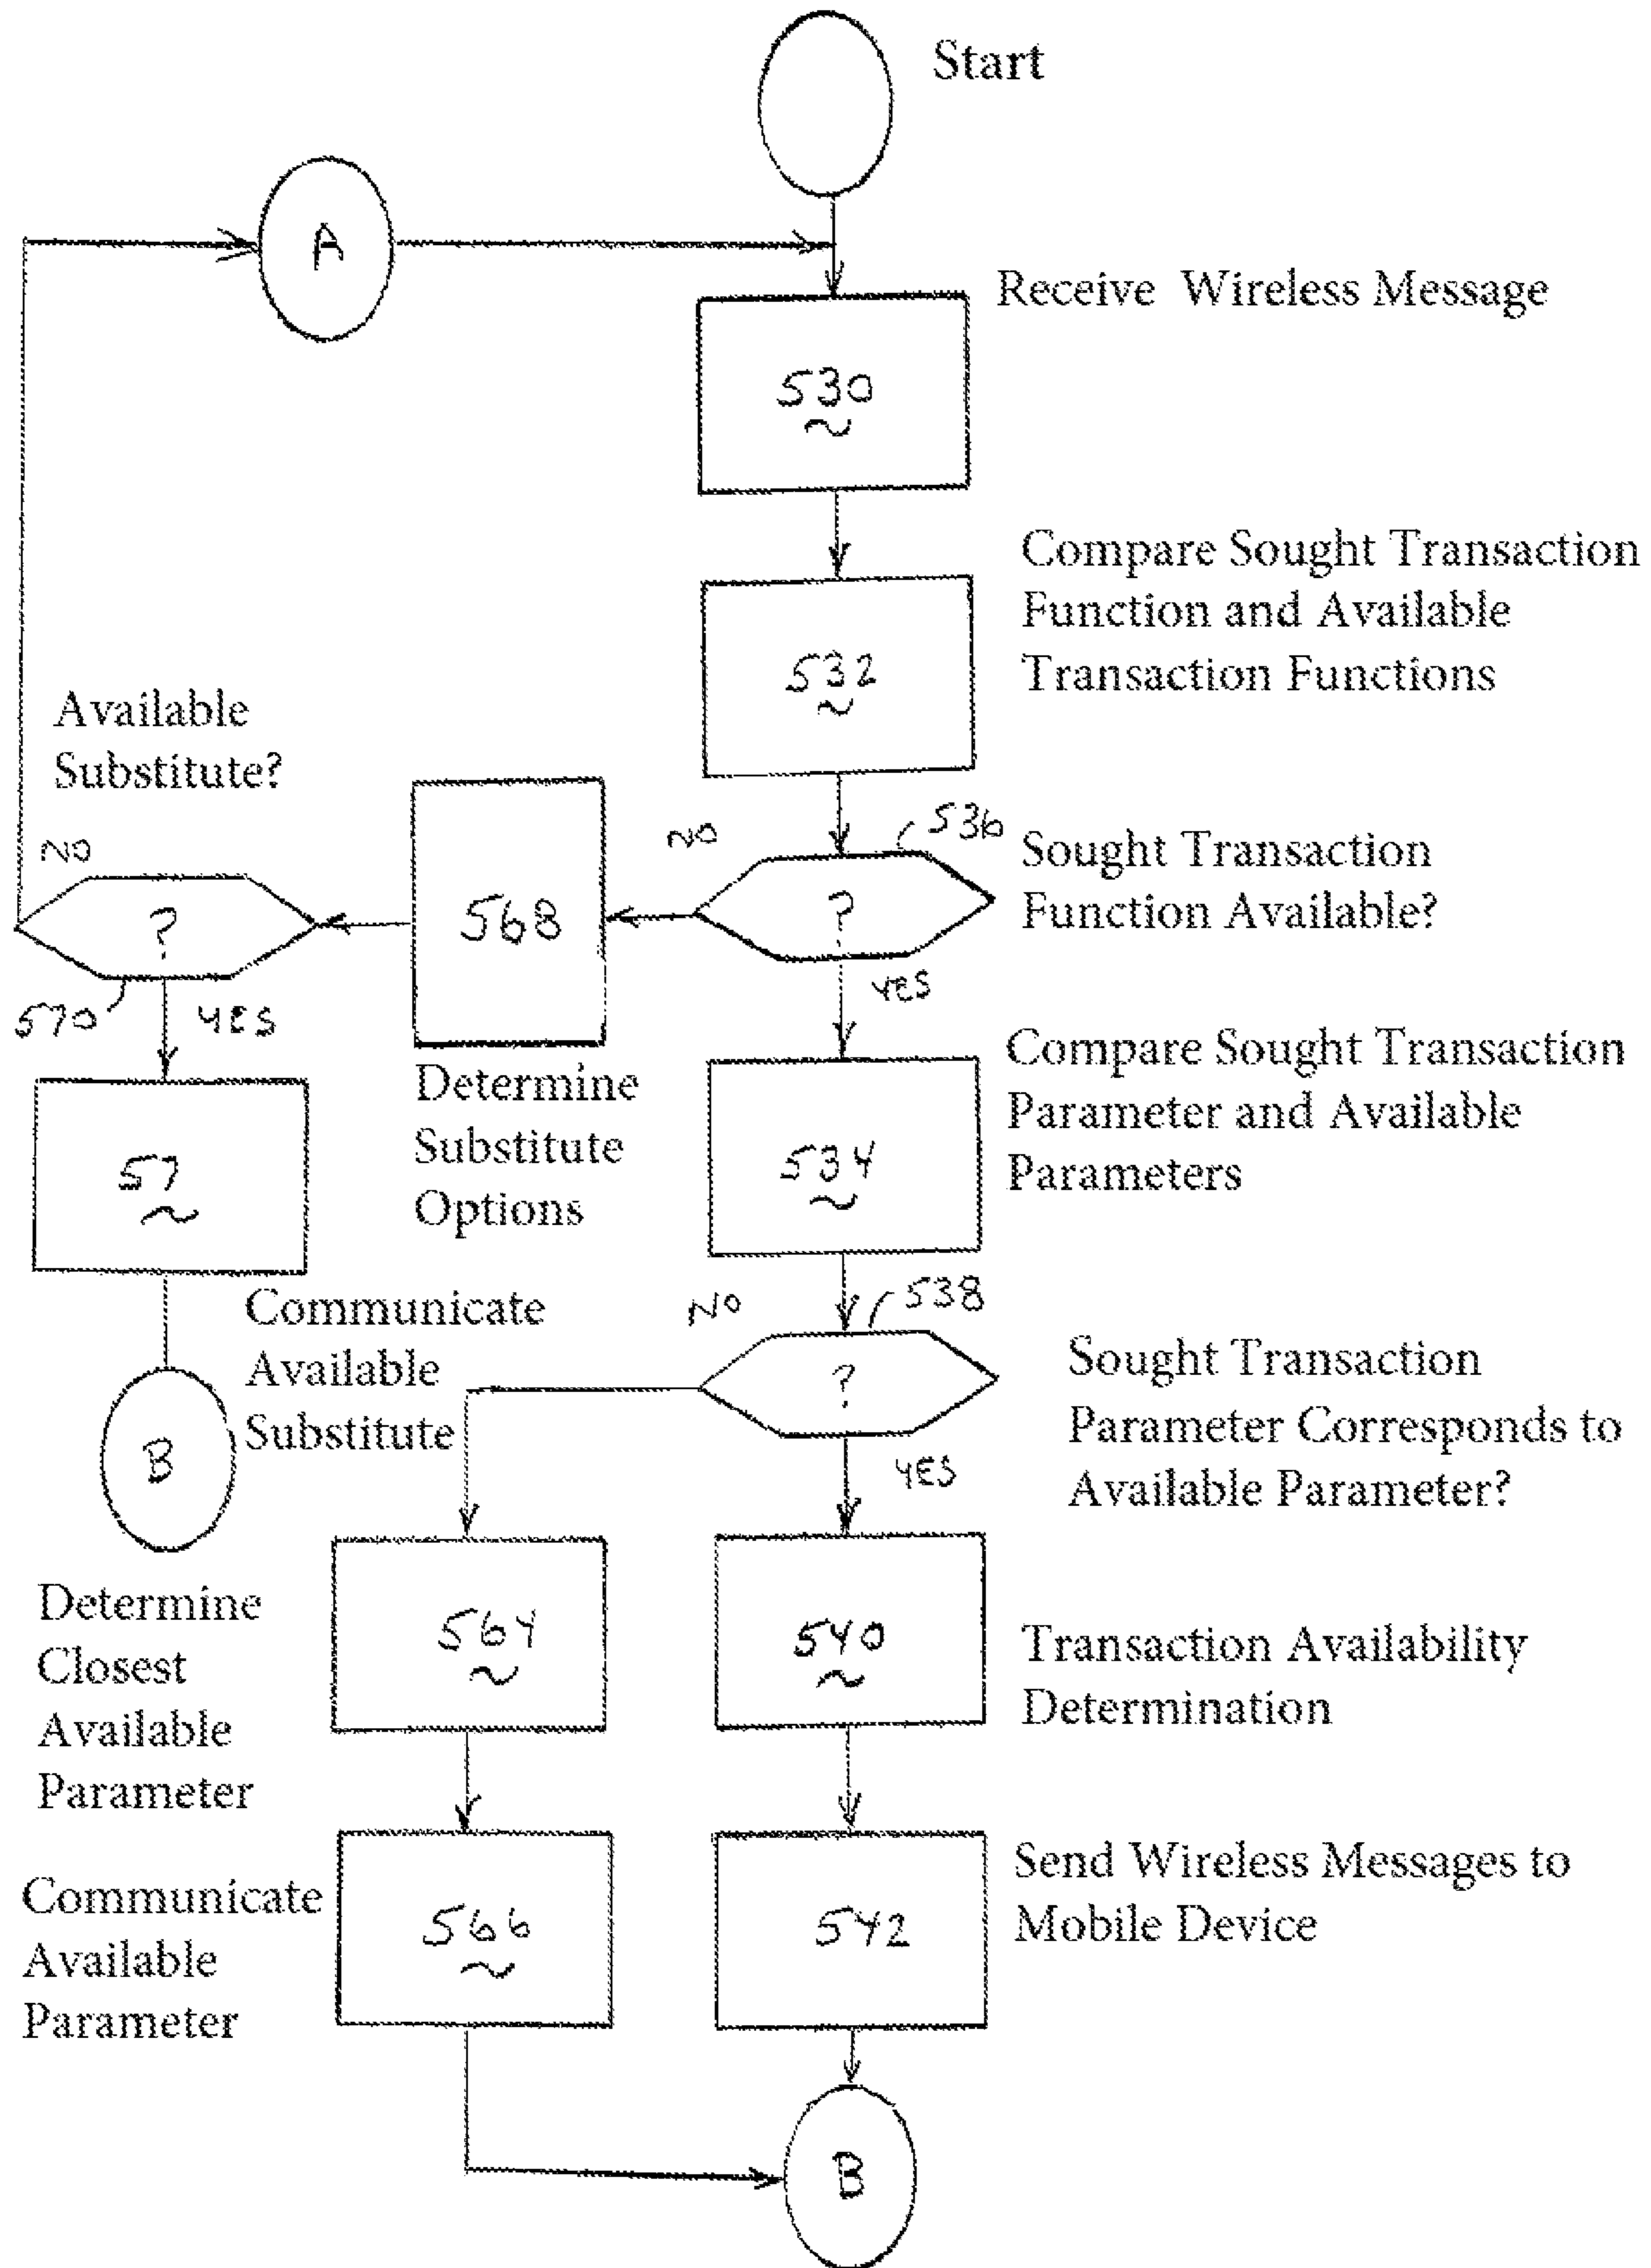 Start
A
Receive Wireless Message
530
Compare Sought Transaction
Function and Available
Transaction Functions
532
Available
Substitute?
NO
?
570
YES
568
Determine
Substitute
Options
NO
536
?
YES
Sought Transaction
Function Available?
57
Communicate
Available
Substitute
B
534
Compare Sought Transaction
Parameter and Available
Parameters
NO
538
?
YES
Sought Transaction
Parameter Corresponds to
Available Parameter?
Determine
Closest
Available
Parameter
564
540
Transaction Availability
Determination
Communicate
Available
Parameter
566
542
Send Wireless Messages to
Mobile Device
B